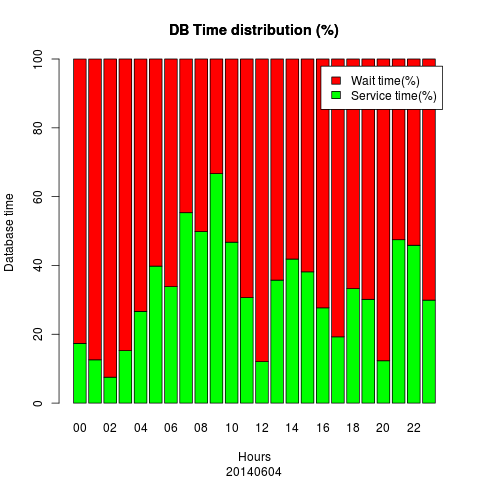 DB Time distribution (%)
Wait time(%)
Service time(%)
Database time
100
80
60
40
20
0
00 02 04 06 08 10 12 14 16 18 20 22
Hours
20140604